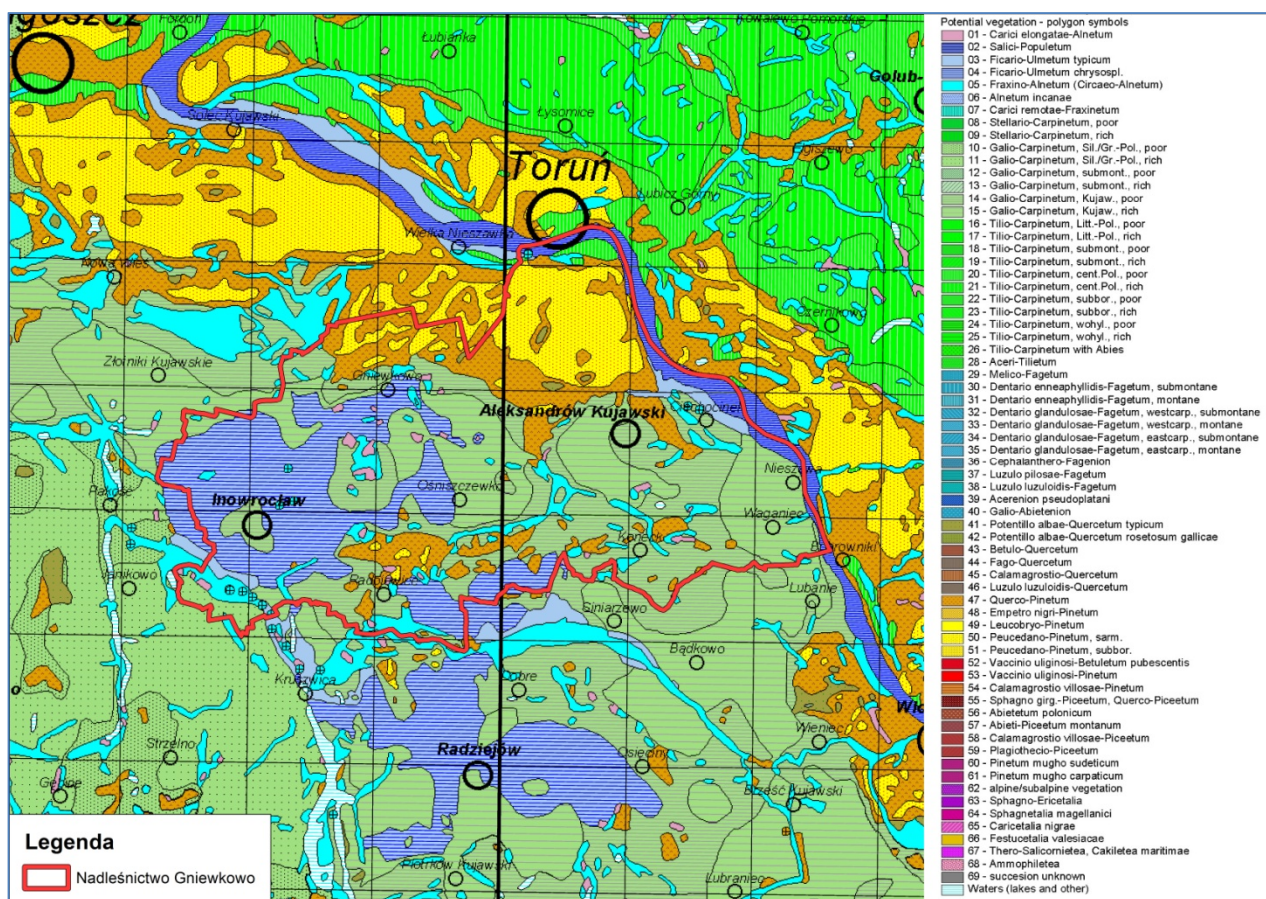 goszcz
Fordon
Łubianka
Kowalewo Pomorskie
Golub-
Solec Kujawski
Łysomice
Toruń
Lubicz Górny
Wielka Nieszawka
Nowa Wieś
Czernikowo
Złotniki Kujawskie
Gniewkowo
Aleksandrów Kujawski
Ciechocinek
Nieszawa
Pakość
Inowrocław
Ośniszczewko
Waganiec
Koneck
Bobrowniki
Janikowo
Radojewice
Lubanie
Siniarzewo
Bądkowo
Kruszwica
Dobre
Wieniec
Strzelno
Radziejów
Osięciny
Brześć Kujawski
Piotrków Kujawski
Lubraniec
Legenda
Nadleśnictwo Gniewkowo
Potential vegetation - polygon symbols
01 - Carici elongatae-Alnetum
02 - Salici-Populetum
03 - Ficario-Ulmetum typicum
04 - Ficario-Ulmetum chrysospl.
05 - Fraxino-Alnetum (Circaeo-Alnetum)
06 - Alnetum incanae
07 - Carici remotae-Fraxinetum
08 - Stellario-Carpinetum, poor
09 - Stellario-Carpinetum, rich
10 - Galio-Carpinetum, Sil./Gr.-Pol., poor
11 - Galio-Carpinetum, Sil./Gr.-Pol., rich
12 - Galio-Carpinetum, submont., poor
13 - Galio-Carpinetum, submont., rich
14 - Galio-Carpinetum, Kujaw., poor
15 - Galio-Carpinetum, Kujaw., rich
16 - Tilio-Carpinetum, Litt.-Pol., poor
17 - Tilio-Carpinetum, Litt.-Pol., rich
18 - Tilio-Carpinetum, submont., poor
19 - Tilio-Carpinetum, submont., rich
20 - Tilio-Carpinetum, cent.Pol., poor
21 - Tilio-Carpinetum, cent.Pol., rich
22 - Tilio-Carpinetum, subbor., poor
23 - Tilio-Carpinetum, subbor., rich
24 - Tilio-Carpinetum, wohyl., poor
25 - Tilio-Carpinetum, wohyl., rich
26 - Tilio-Carpinetum with Abies
28 - Aceri-Tilietum
29 - Melico-Fagetum
30 - Dentario enneaphyllidis-Fagetum, submontane
31 - Dentario enneaphyllidis-Fagetum, montane
32 - Dentario glandulosae-Fagetum, westcarp., submontane
33 - Dentario glandulosae-Fagetum, westcarp., montane
34 - Dentario glandulosae-Fagetum, eastcarp., submontane
35 - Dentario glandulosae-Fagetum, eastcarp., montane
36 - Cephalanthero-Fagenion
37 - Luzulo pilosae-Fagetum
38 - Luzulo luzuloidis-Fagetum
39 - Acerenion pseudoplatani
40 - Galio-Abietenion
41 - Potentillo albae-Quercetum typicum
42 - Potentillo albae-Quercetum rosetosum gallicae
43 - Betulo-Quercetum
44 - Fago-Quercetum
45 - Calamagrostio-Quercetum
46 - Luzulo luzuloidis-Quercetum
47 - Querco-Pinetum
48 - Empetro nigri-Pinetum
49 - Leucobryo-Pinetum
50 - Peucedano-Pinetum, sarm.
51 - Peucedano-Pinetum, subbor.
52 - Vaccinio uliginosi-Betuletum pubescentis
53 - Vaccinio uliginosi-Pinetum
54 - Calamagrostio villosae-Pinetum
55 - Sphagno girg.-Piceetum, Querco-Piceetum
56 - Abietetum polonicum
57 - Abieti-Piceetum montanum
58 - Calamagrostio villosae-Piceetum
59 - Plagiothecio-Piceetum
60 - Pinetum mugho sudeticum
61 - Pinetum mugho carpaticum
62 - alpine/subalpine vegetation
63 - Sphagno-Ericetalia
64 - Sphagnetalia magellanici
65 - Caricetalia nigrae
66 - Festucetalia valesiacae
67 - Thero-Salicornietea, Cakiletea maritimae
68 - Ammophiletea
69 - succesion unknown
Waters (lakes and other)